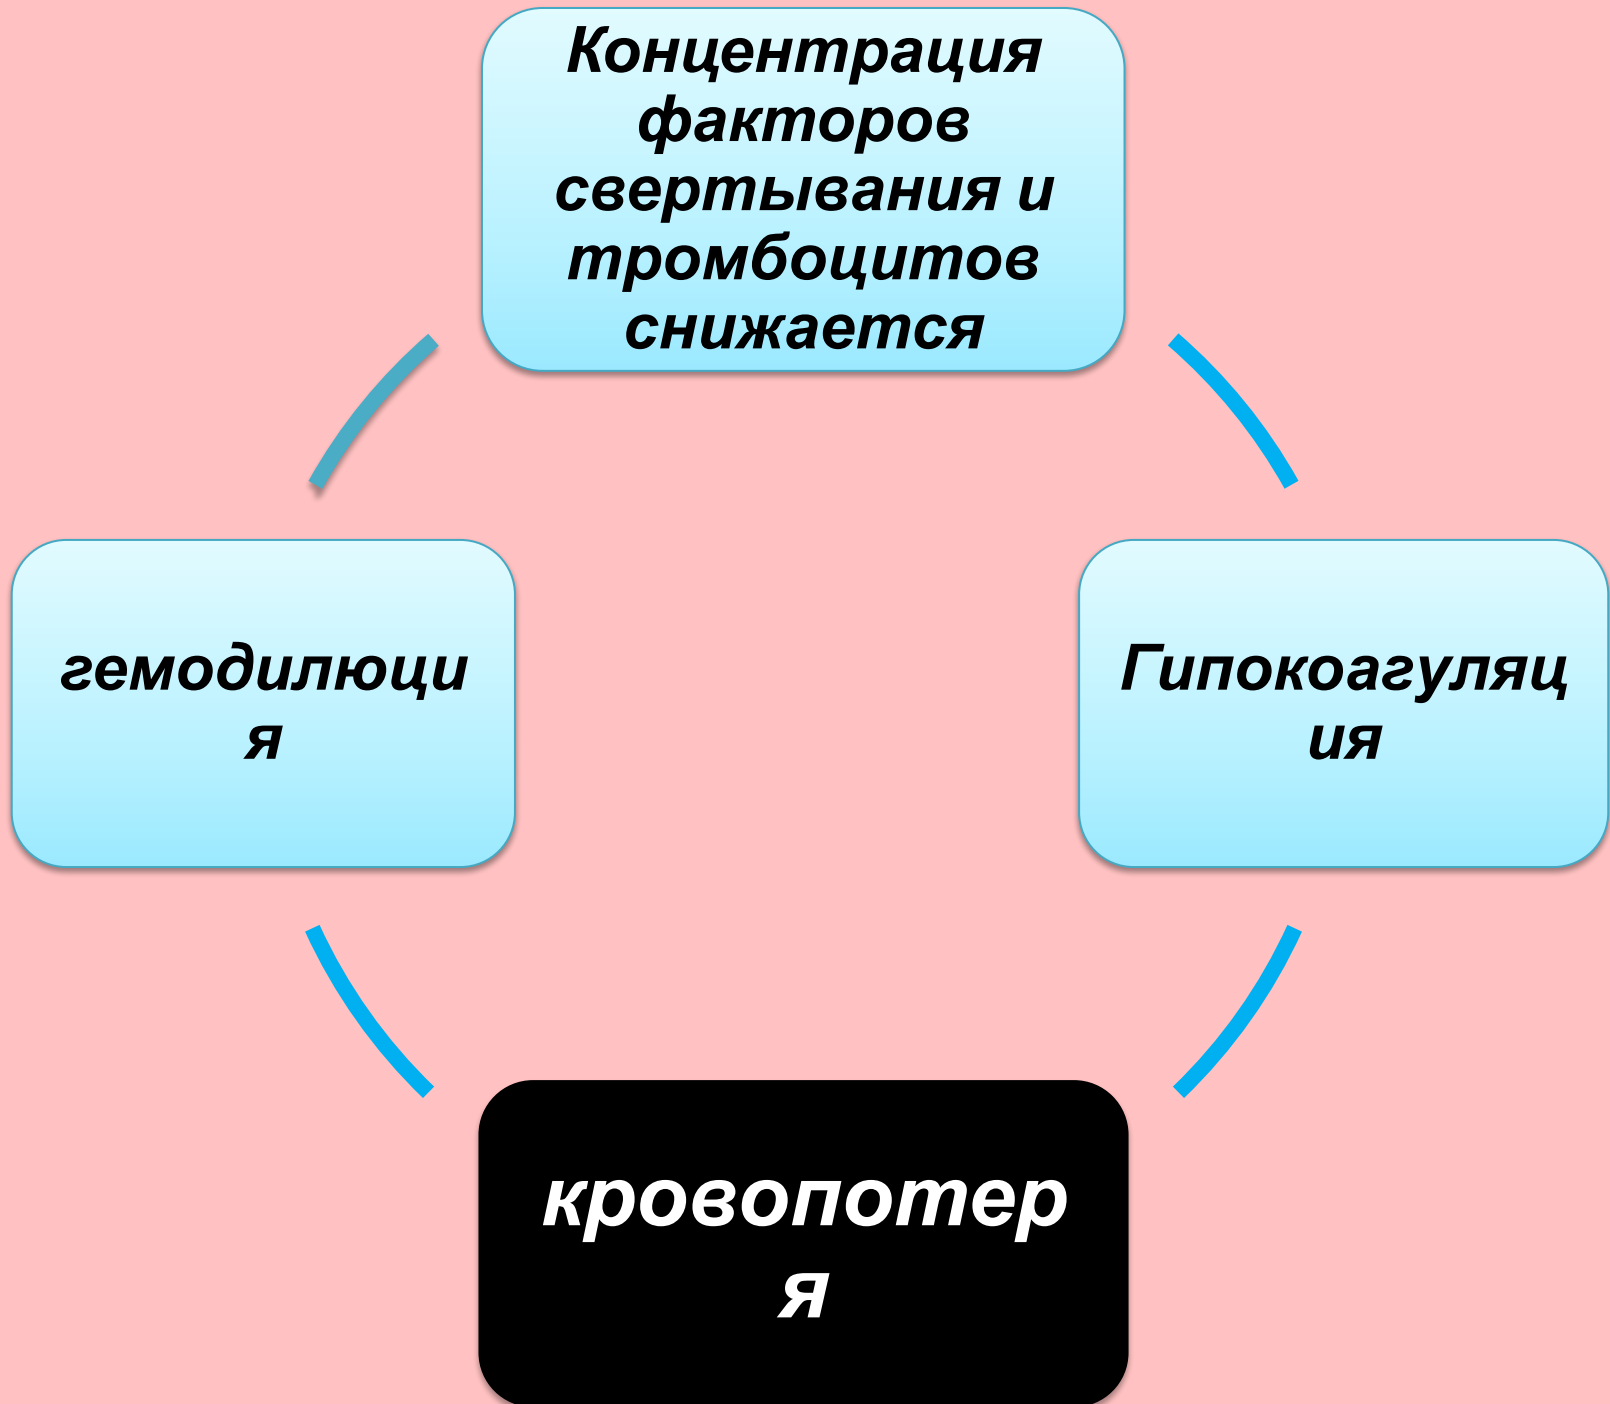 Концентрация
факторов
свертывания и
тромбоцитов
снижается
гемодилюци
я
Гипокоагуляц
ия
кровопотер
я